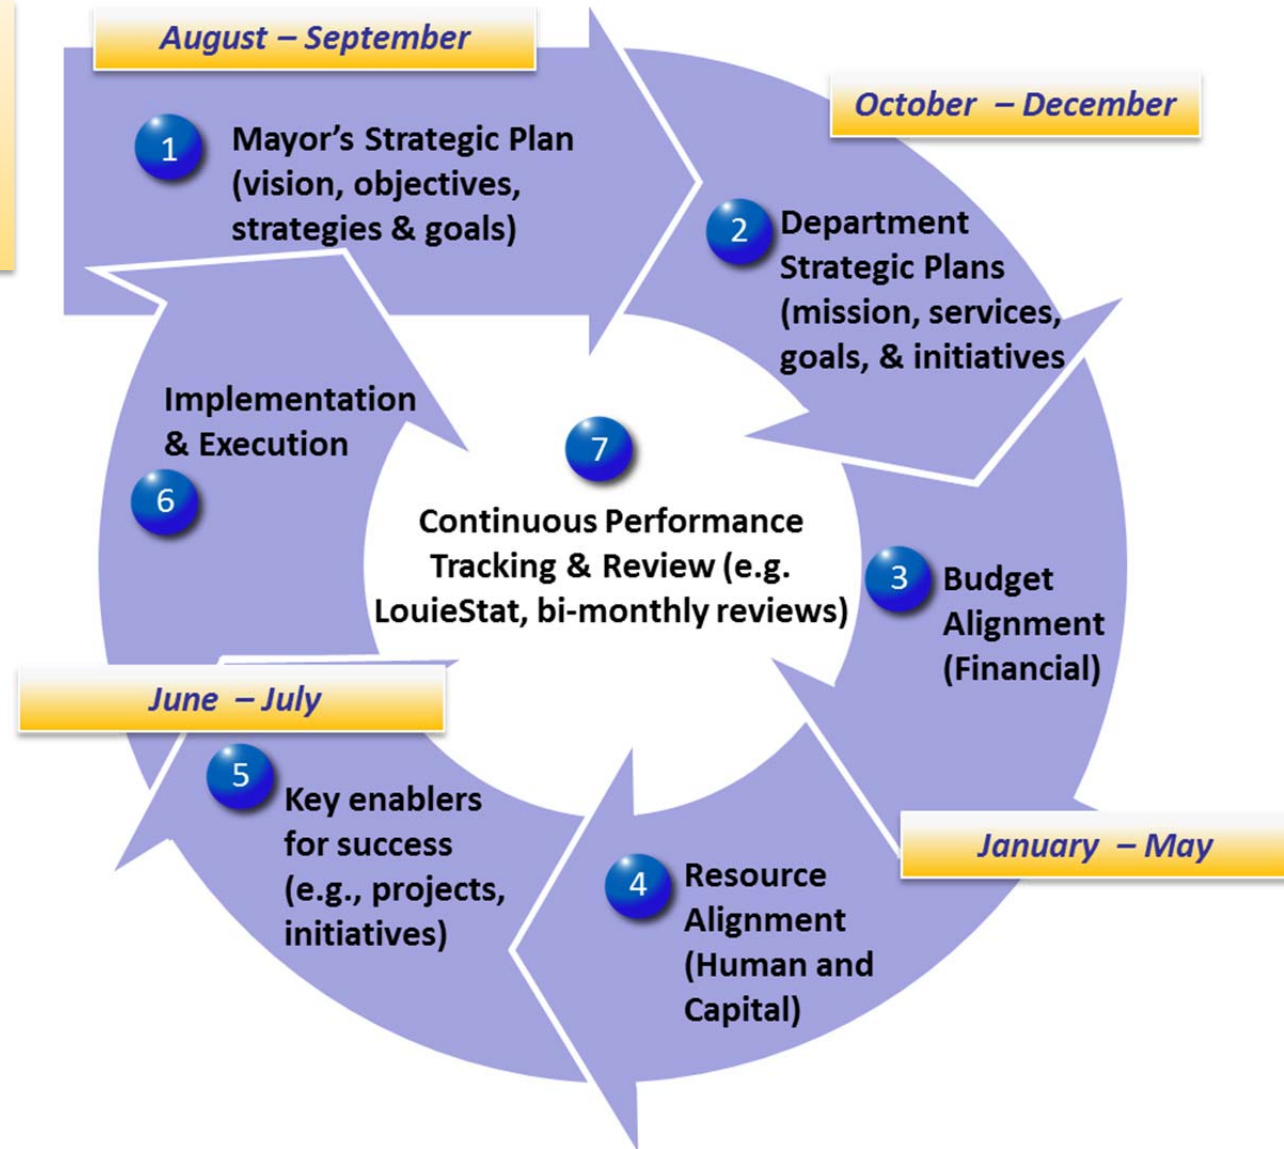 August – September
1
Mayor's Strategic Plan
(vision, objectives,
strategies & goals)
October – December
2
Department
Strategic Plans
(mission, services,
goals, & initiatives
3
Budget
Alignment
(Financial)
January – May
4
Resource
Alignment
(Human and
Capital)
5
Key enablers
for success
(e.g., projects,
initiatives)
June – July
6
Implementation
& Execution
7
Continuous Performance
Tracking & Review (e.g.
LouieStat, bi-monthly reviews)